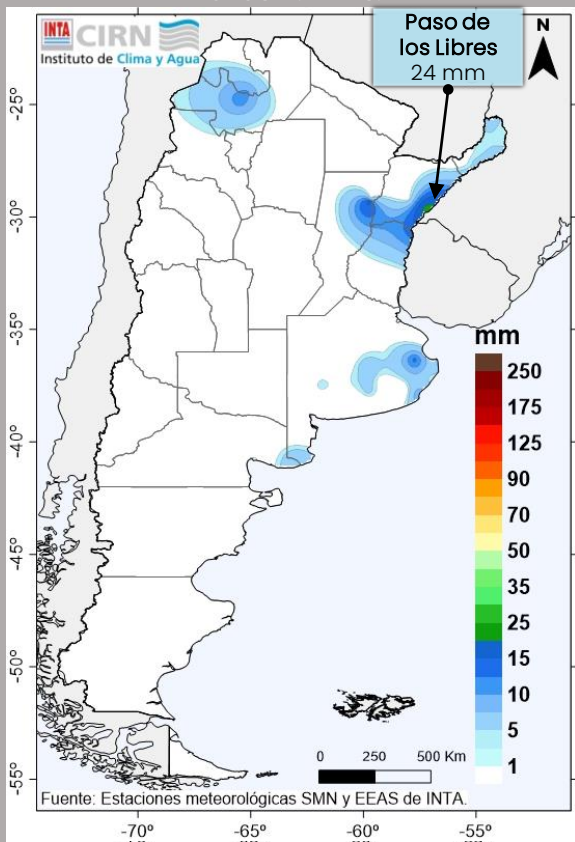 INTA CIRN
Instituto de Clima y Agua
Paso de
los Libres
24 mm
N
-25°
-30°
-35°
-40°
-45°
-50°
-55°
mm
250
175
125
90
70
50
35
25
15
10
5
1
0 250 500 Km
Fuente: Estaciones meteorológicas SMN y EEAS de INTA.
-70° -65° -60° -55°